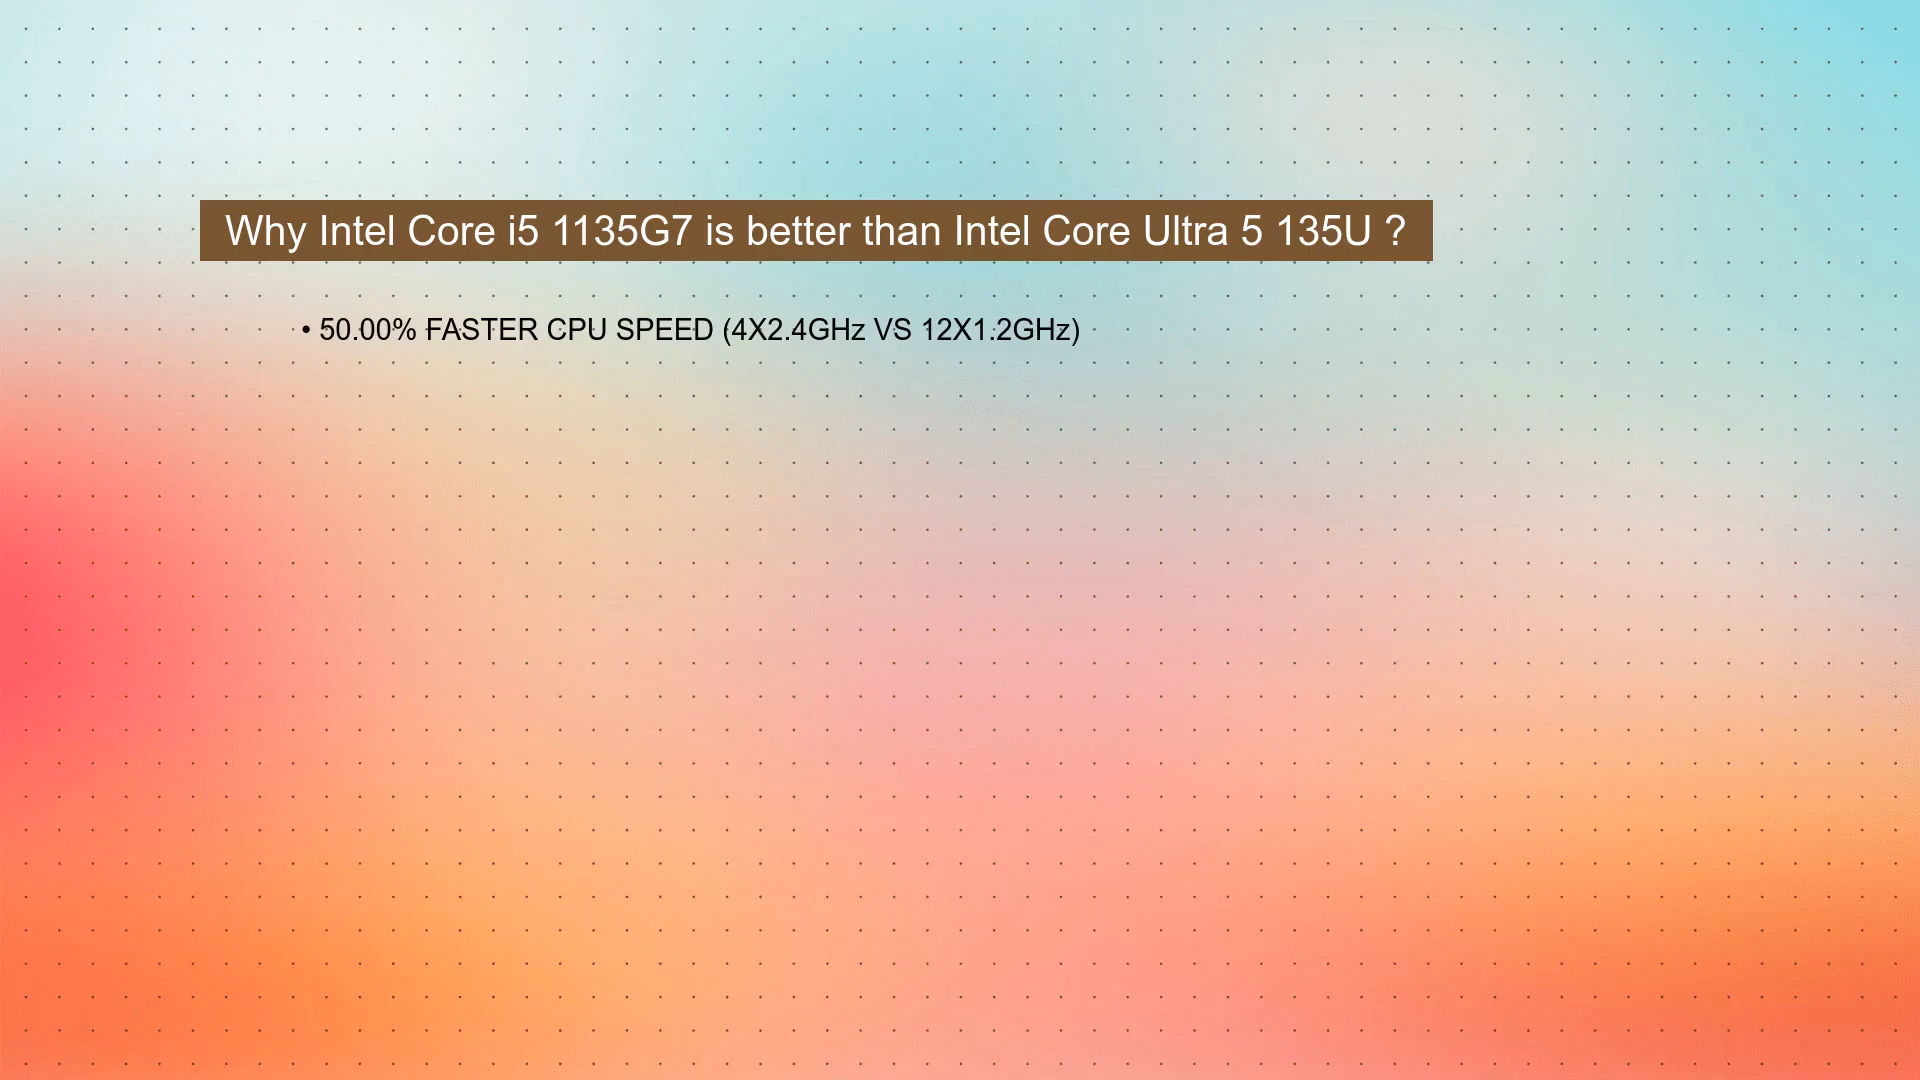 Why Intel Core i5 1135G7 is better than Intel Core Ultra 5 135U ?
• 50.00% FASTER CPU SPEED (4X2.4GHz VS 12X1.2GHz)